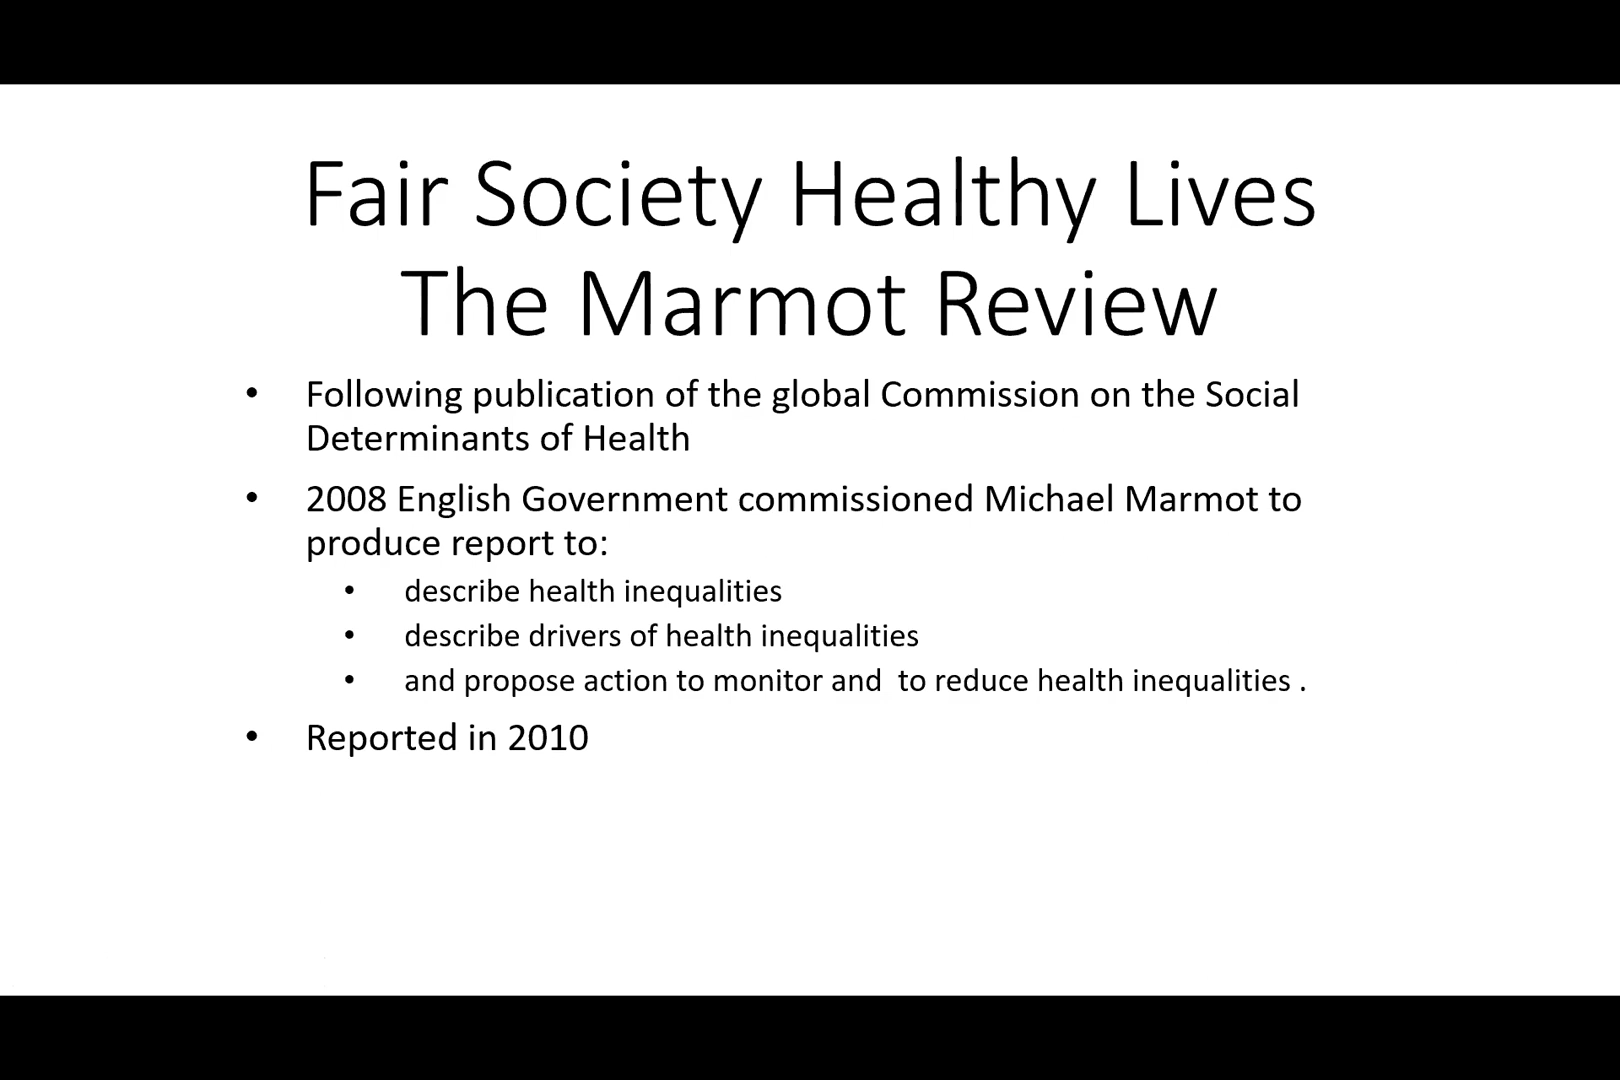 Fair Society Healthy Lives
The Marmot Review
• Following publication of the global Commission on the Social
Determinants of Health
• 2008 English Government commissioned Michael Marmot to
produce report to:
• describe health inequalities
• describe drivers of health inequalities
• and propose action to monitor and  to reduce health inequalities .
• Reported in 2010